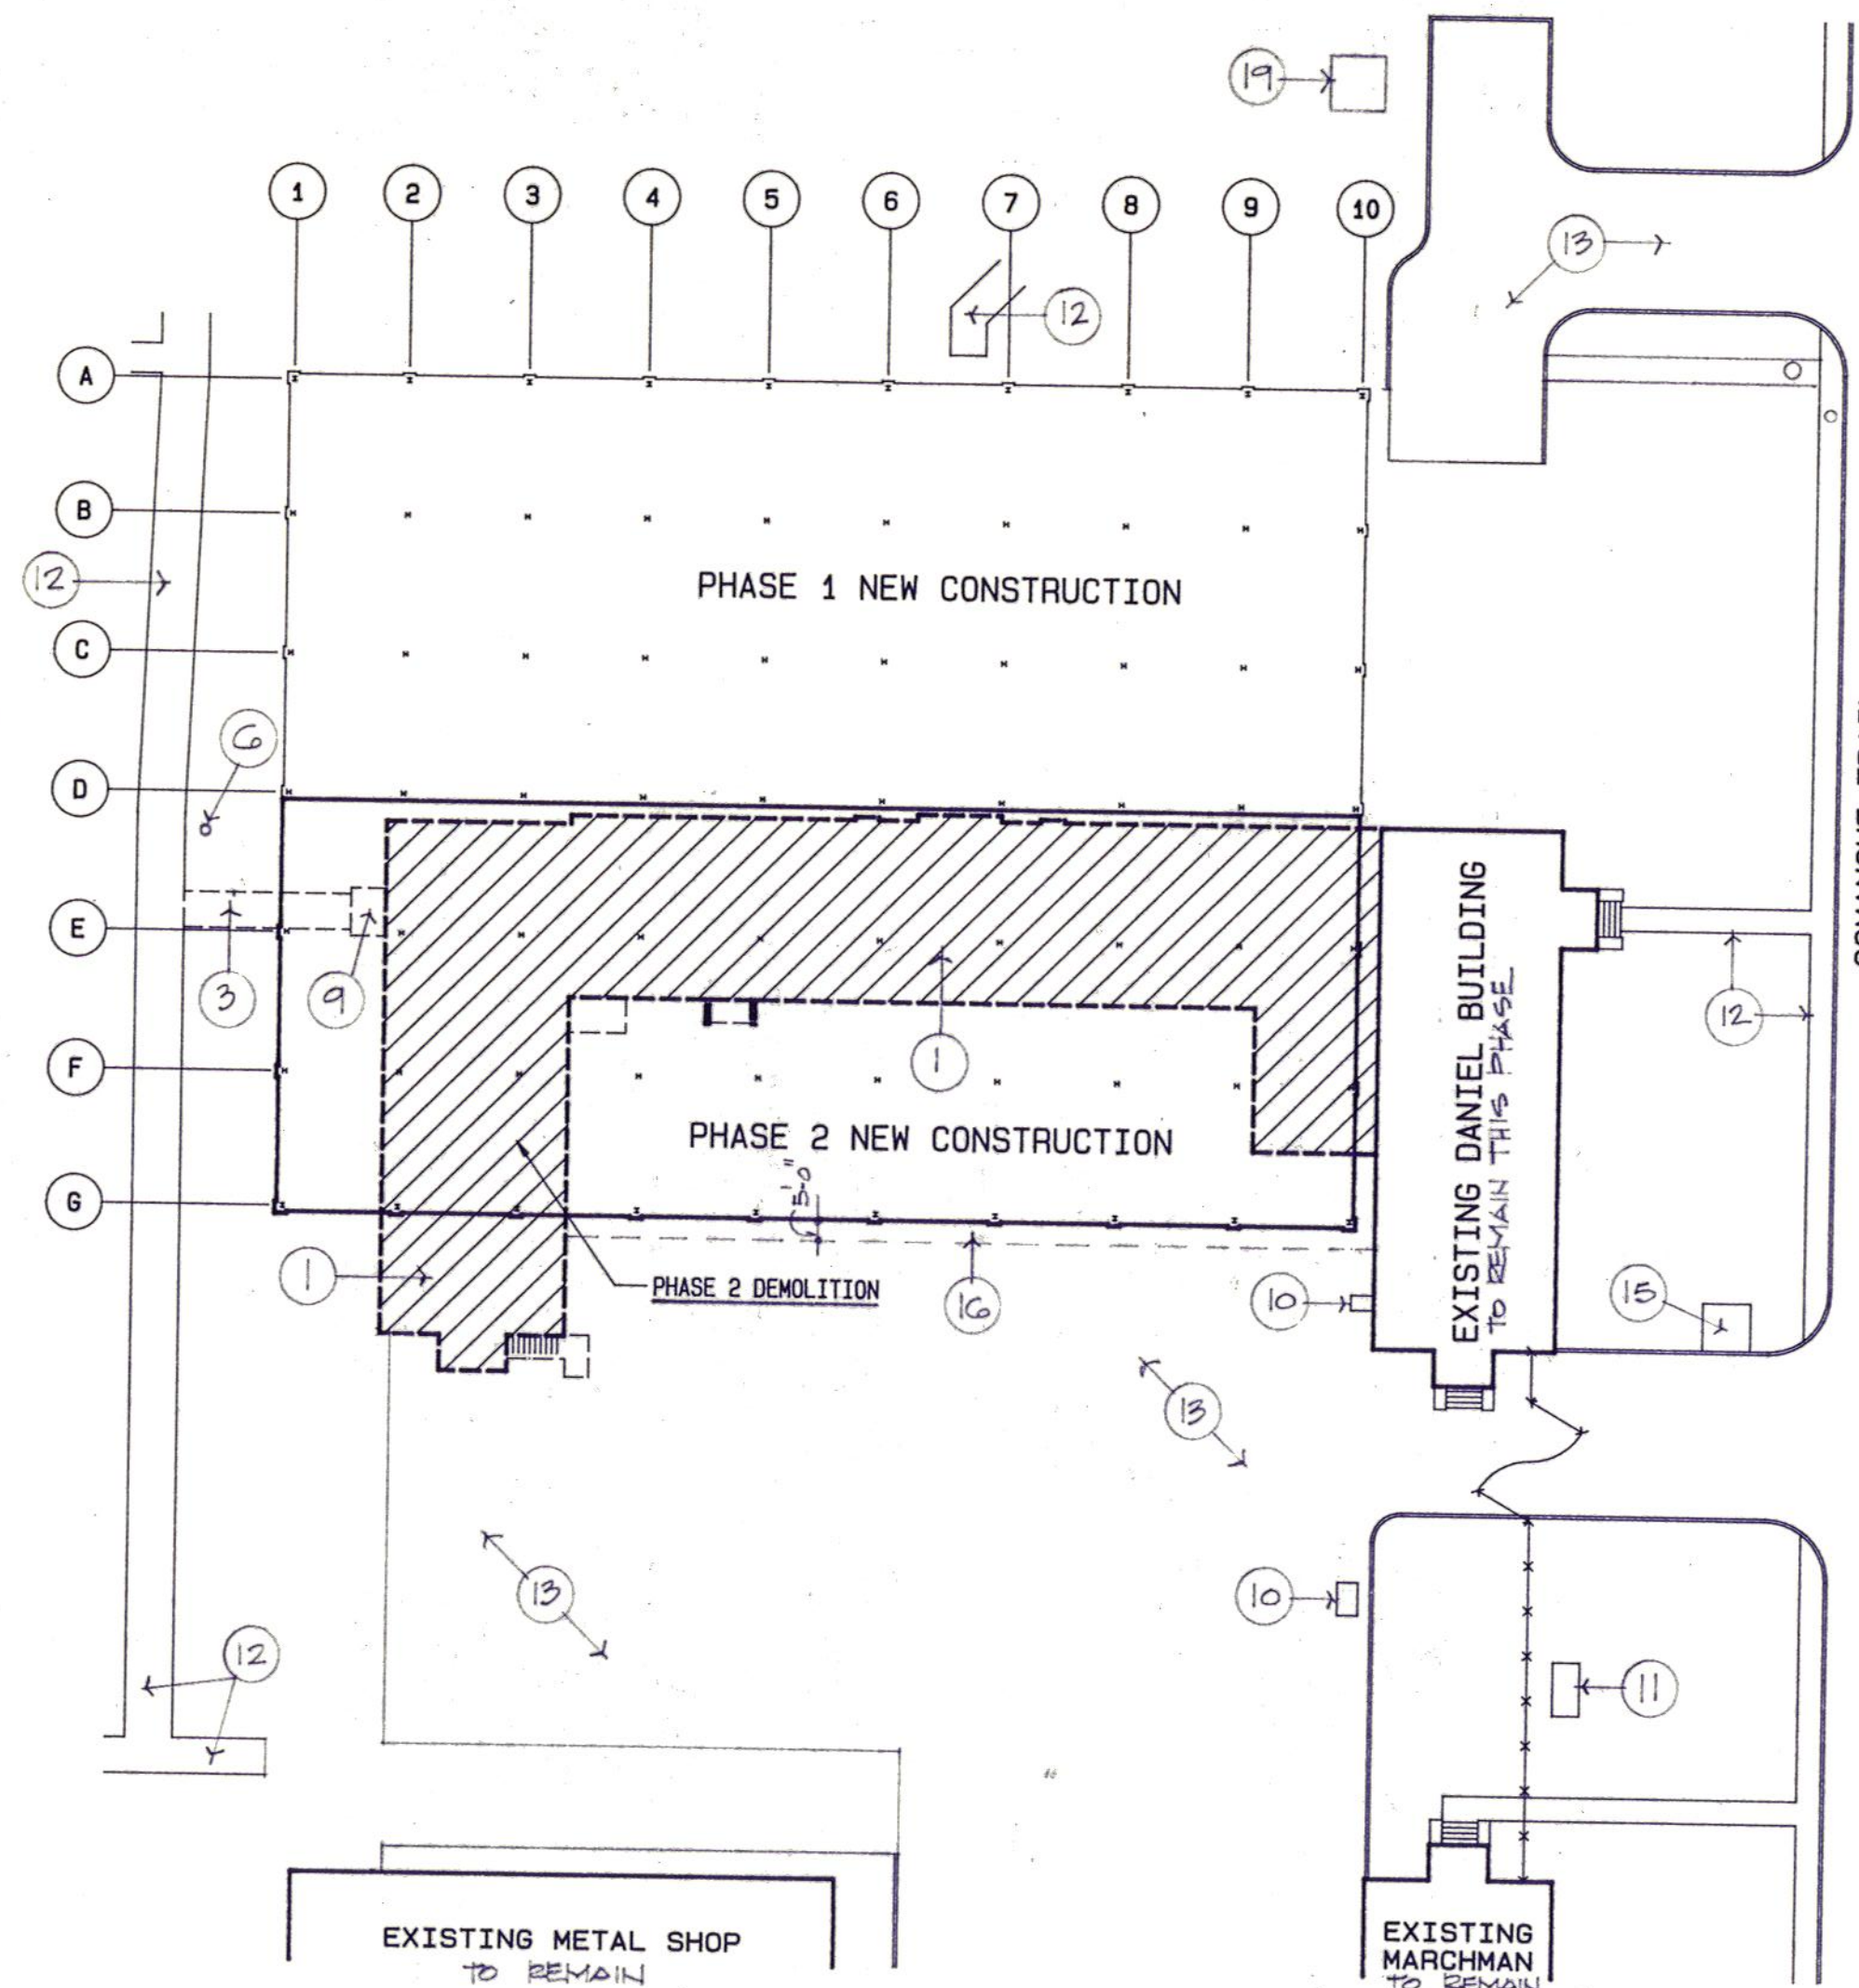 19
1 2 3 4 5 6 7 8 9 10
13
12
A
B
12
PHASE 1 NEW CONSTRUCTION
C
6
D
E
3
9
1
12
EXISTING DANIEL BUILDING
TO REMAIN THIS PHASE
F
PHASE 2 NEW CONSTRUCTION
G
5'-0"
1
PHASE 2 DEMOLITION
16
10
15
13
13
10
12
11
EXISTING METAL SHOP
TO REMAIN
EXISTING
MARCHMAN
TO REMAIN